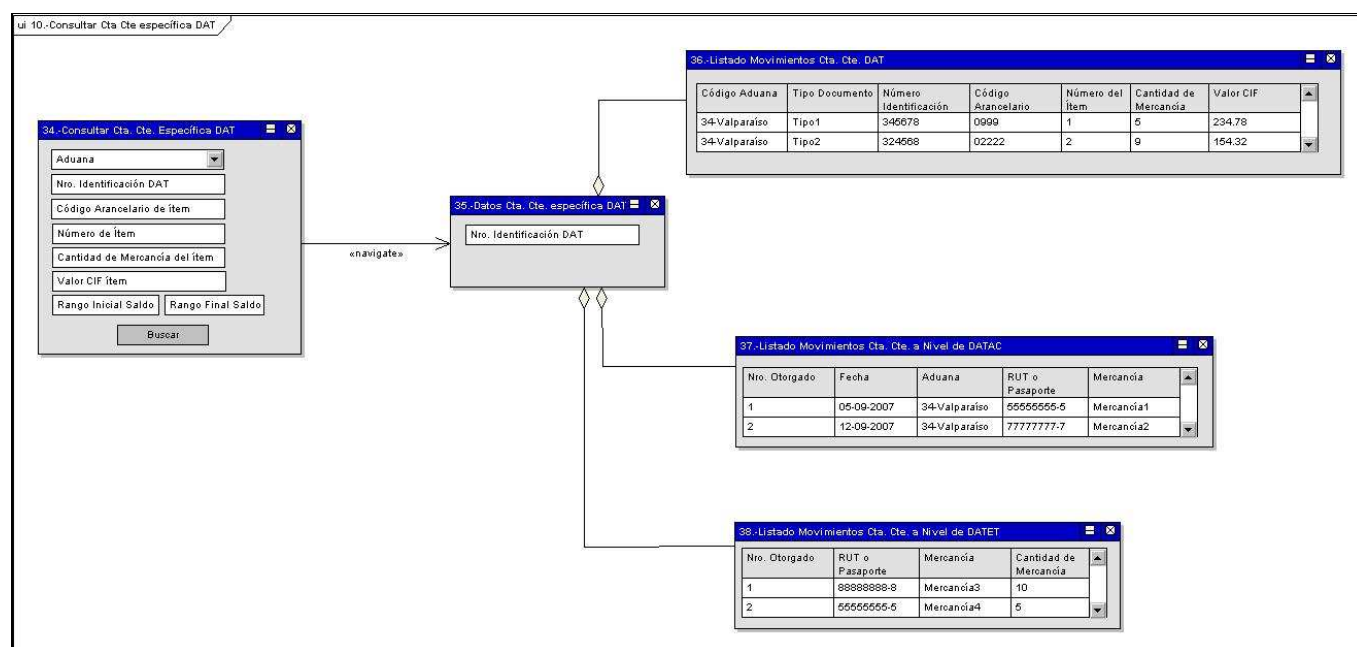 ui 10.-Consultar Cta Cte específica DAT
34.-Consultar Cta. Cte. Específica DAT
Aduana
Nro. Identificación DAT
Código Arancelario de ítem
Número de Ítem
Cantidad de Mercancía del ítem
Valor CIF ítem
Rango Inicial Saldo Rango Final Saldo
Buscar
«navigate»
35.-Datos Cta. Cte. específica DAT
Nro. Identificación DAT
36.-Listado Movimientos Cta. Cte. DAT
Código Aduana Tipo Documento Número Código Número del Cantidad de Valor CIF
Identificación Arancelario Ítem Mercancía
34-Valparaíso Tipo1 345678 0999 1 5 234.78
34-Valparaíso Tipo2 324568 02222 2 9 154.32
37.-Listado Movimientos Cta. Cte. a Nivel de DATAC
Nro. Otorgado Fecha Aduana RUT o Mercancía
Pasaporte
1 05-09-2007 34-Valparaíso 55555555-5 Mercancía1
2 12-09-2007 34-Valparaíso 77777777-7 Mercancía2
38.-Listado Movimientos Cta. Cte. a Nivel de DATET
Nro. Otorgado RUT o Mercancía Cantidad de
Pasaporte Mercancía
1 88888888-8 Mercancía3 10
2 55555555-5 Mercancía4 5